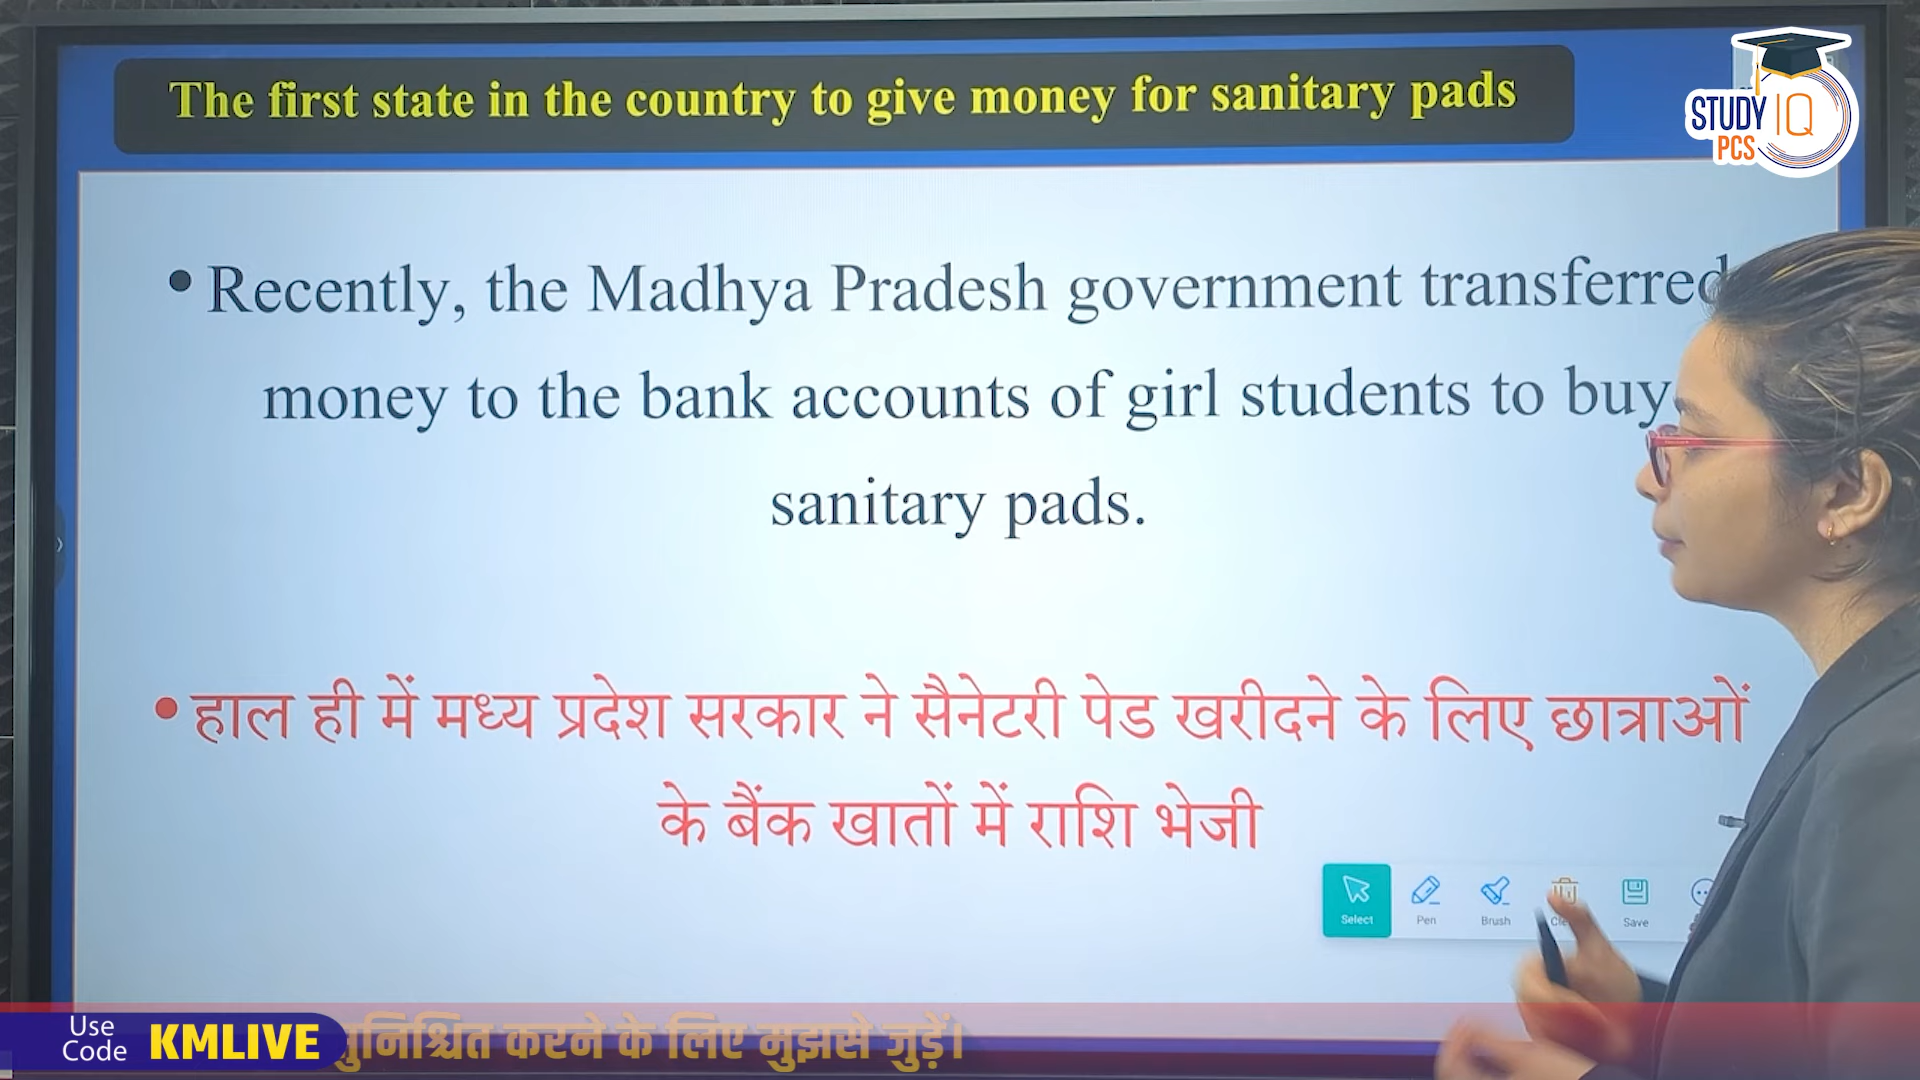 The first state in the country to give money for sanitary pads
STUDY IQ
PCS
• Recently, the Madhya Pradesh government transferred
money to the bank accounts of girl students to buy
sanitary pads.
• हाल ही में मध्य प्रदेश सरकार ने सैनेटरी पेड खरीदने के लिए छात्राओं
के बैंक खातों में राशि भेजी
Select Pen Brush Save
Use
Code KMLIVE
करने के लिए मुझसे जुड़ें।